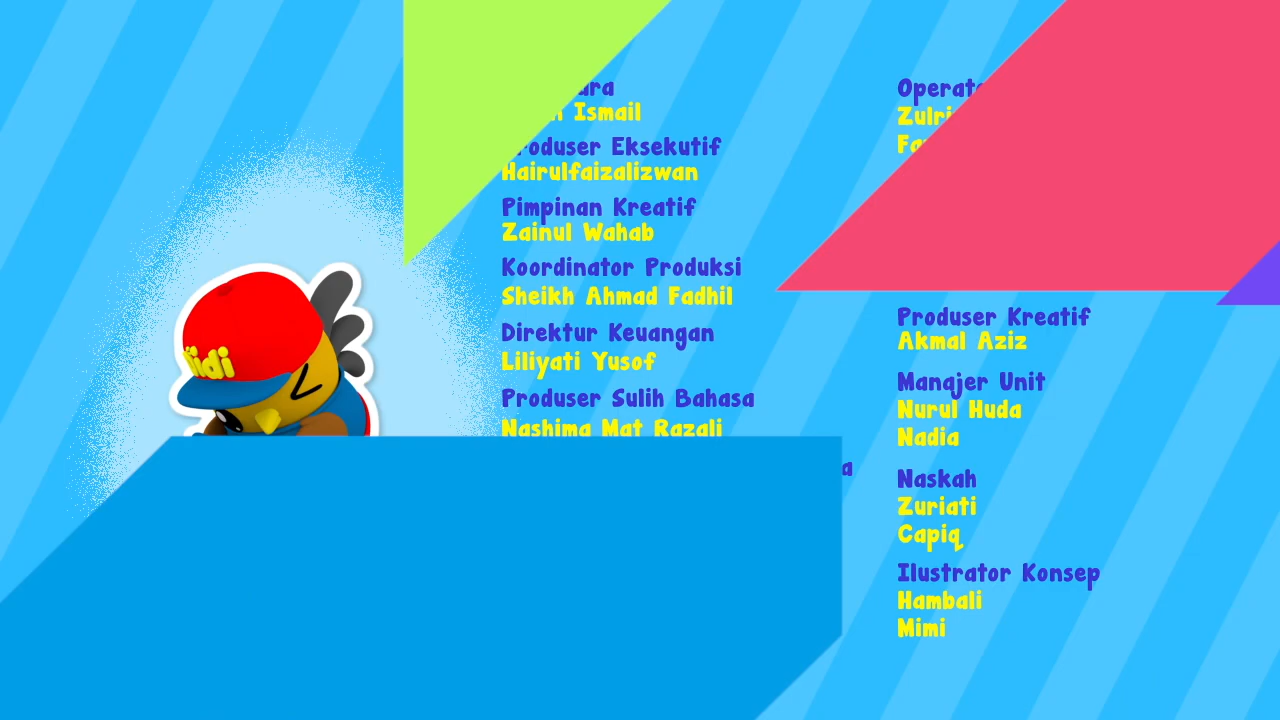 Ismail
Produser Eksekutif
Hairulfaizalizwan
Pimpinan Kreatif
Zainul Wahab
Koordinator Produksi
Sheikh Ahmad Fadhil
Direktur Keuangan
Liliyati Yusof
Produser Sulih Bahasa
Nashima Mat Razali
Produser Kreatif
Akmal Aziz
Manajer Unit
Nurul Huda
Nadia
Naskah
Zuriati
Capiq
Ilustrator Konsep
Hambali
Mimi